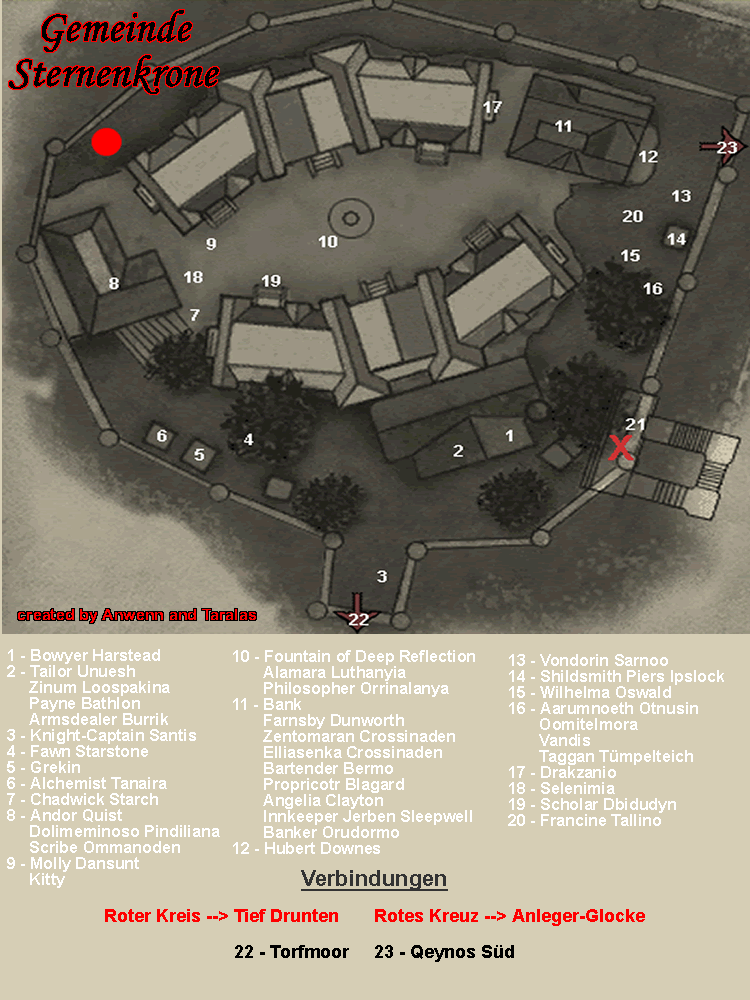 Gemeinde
Sternenkrone
17
11
12
23
13
20
14
9
10
15
18
19
8
16
7
21
6
4
1
5
2
3
created by Anwenn and Taralas
22
1 - Bowyer Harstead
2 - Tailor Unuesh
Zinum Loospakina
Payne Bathlon
Armsdealer Burrik
3 - Knight-Captain Santis
4 - Fawn Starstone
5 - Grekin
6 - Alchemist Tanaira
7 - Chadwick Starch
8 - Andor Quist
Dolimeminoso Pindiliana
Scribe Ommanoden
9 - Molly Dansunt
Kitty
10 - Fountain of Deep Reflection
Alamara Luthanyia
Philosopher Orrinalanya
11 - Bank
Farnsby Dunworth
Zentomaran Crossinaden
Elliasenka Crossinaden
Bartender Bermo
Propricotr Blagard
Angelia Clayton
Innkeeper Jerben Sleepwell
Banker Orudormo
12 - Hubert Downes
13 - Vondorin Sarnoo
14 - Shildsmith Piers Ipslock
15 - Wilhelma Oswald
16 - Aarumnoeth Otnusin
Oomitelmora
Vandis
Taggan Tümpelteich
17 - Drakzanio
18 - Selenimia
19 - Scholar Dbidudyn
20 - Francine Tallino
Verbindungen
Roter Kreis --> Tief Drunten Rotes Kreuz --> Anleger-Glocke
22 - Torfmoor 23 - Qeynos Süd